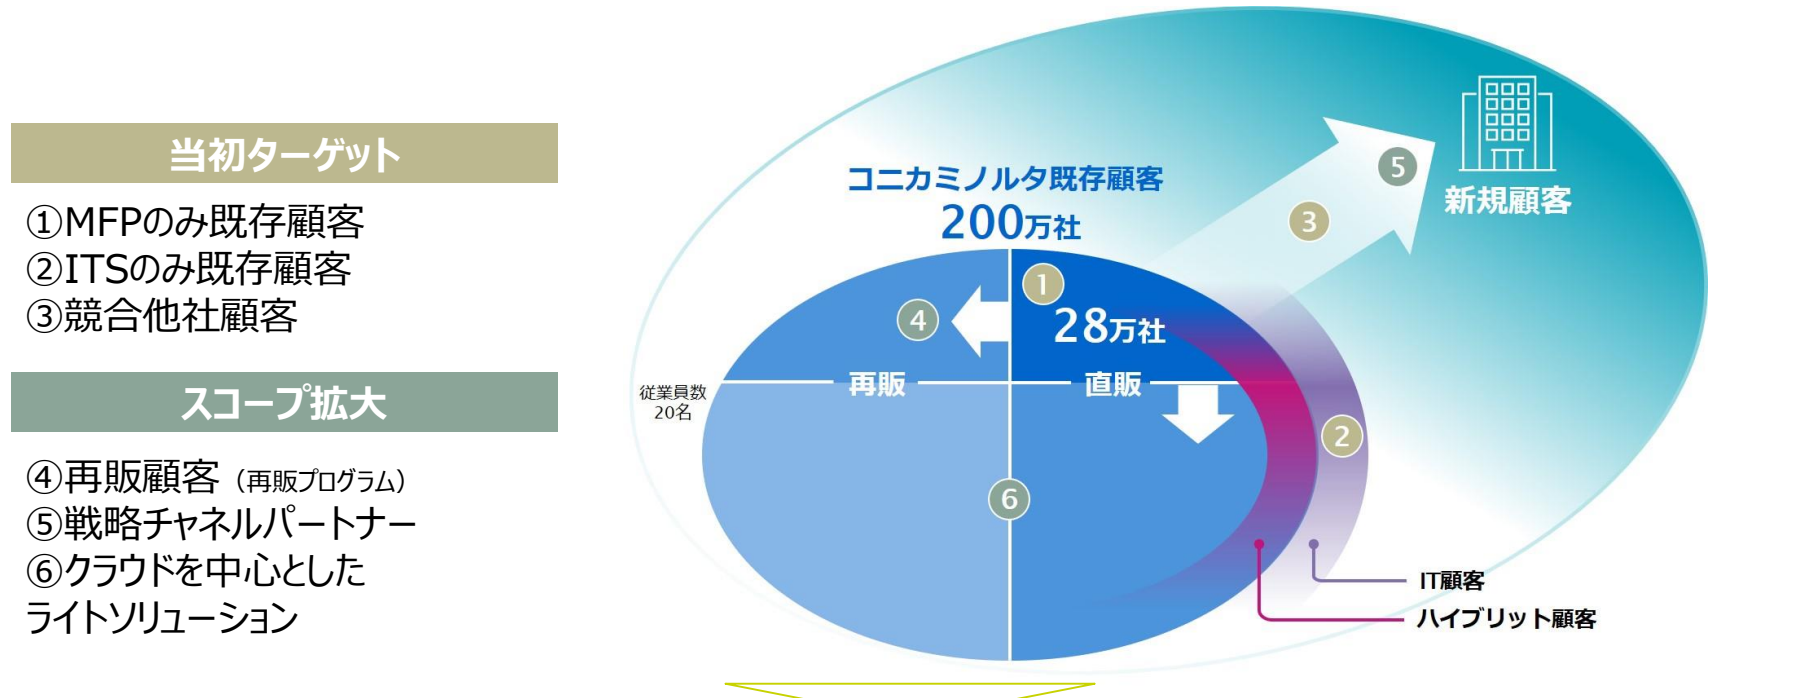 当初ターゲット
①MFPのみ既存顧客
②ITSのみ既存顧客
③競合他社顧客
スコープ拡大
④再販顧客（再販プログラム）
⑤戦略チャネルパートナー
⑥クラウドを中心とした
ライトソリューション
コニカミノルタ既存顧客
200万社
新規顧客
5
3
1
4
28万社
再販
直販
従業員数
20名
2
6
IT顧客
ハイブリット顧客